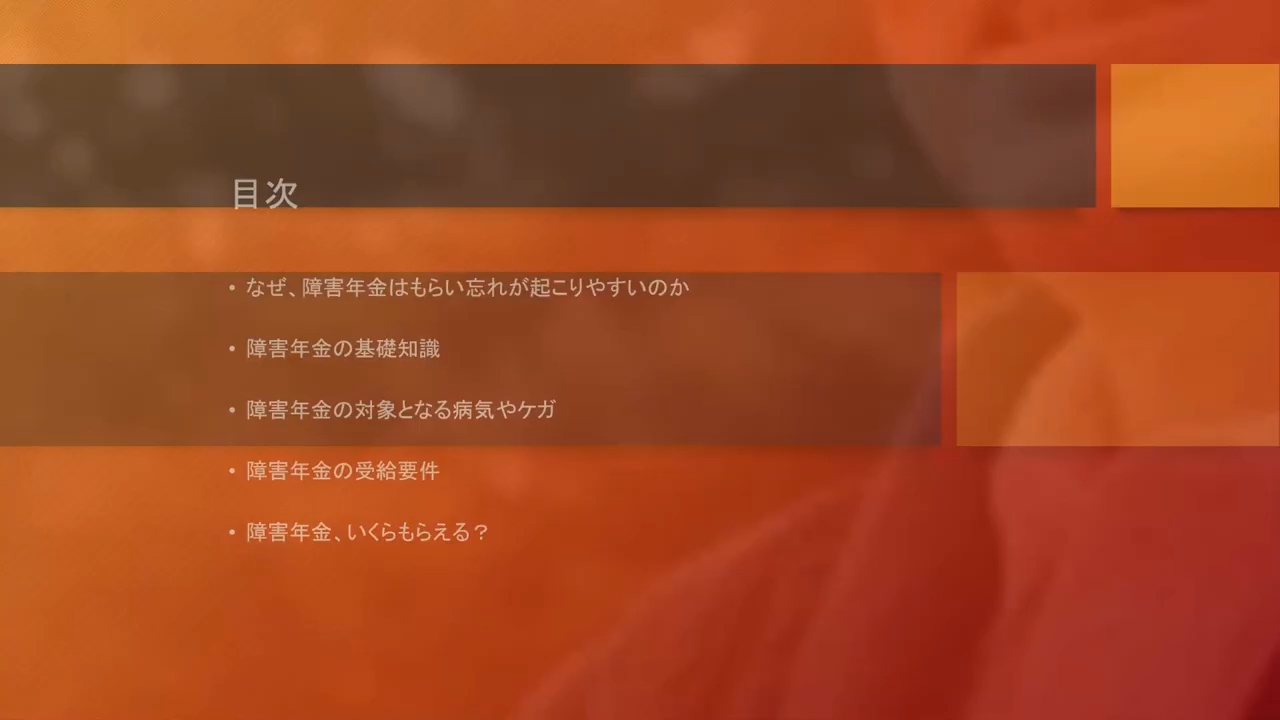 目次
• なぜ、障害年金はもらい忘れが起こりやすいのか
• 障害年金の基礎知識
• 障害年金の対象となる病気やケガ
• 障害年金の受給要件
• 障害年金、いくらもらえる？